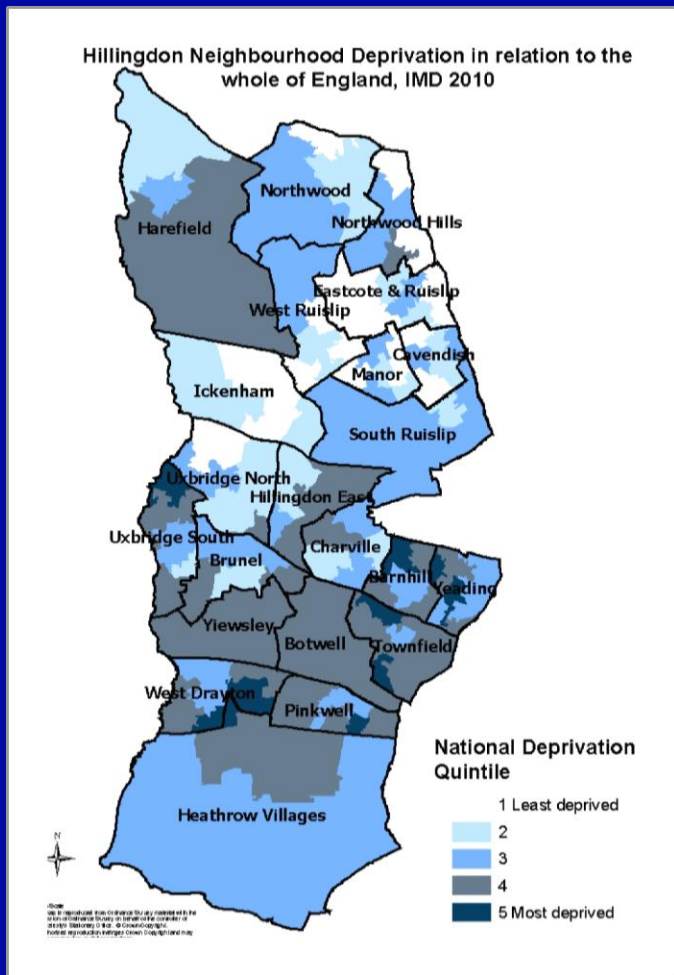 Hillingdon Neighbourhood Deprivation in relation to the
whole of England, IMD 2010
Northwood
Northwood Hills
Harefield
Eastcote & Ruislip
West Ruislip
Cavendish
Manor
Ickenham
South Ruislip
Uxbridge North
Hillingdon East
Uxbridge South
Charville
Brunel
Barnhill
Yeading
Yiewsley
Botwell
Townfield
West Drayton
Pinkwell
Heathrow Villages
National Deprivation
Quintile
1 Least deprived
2
3
4
5 Most deprived
N